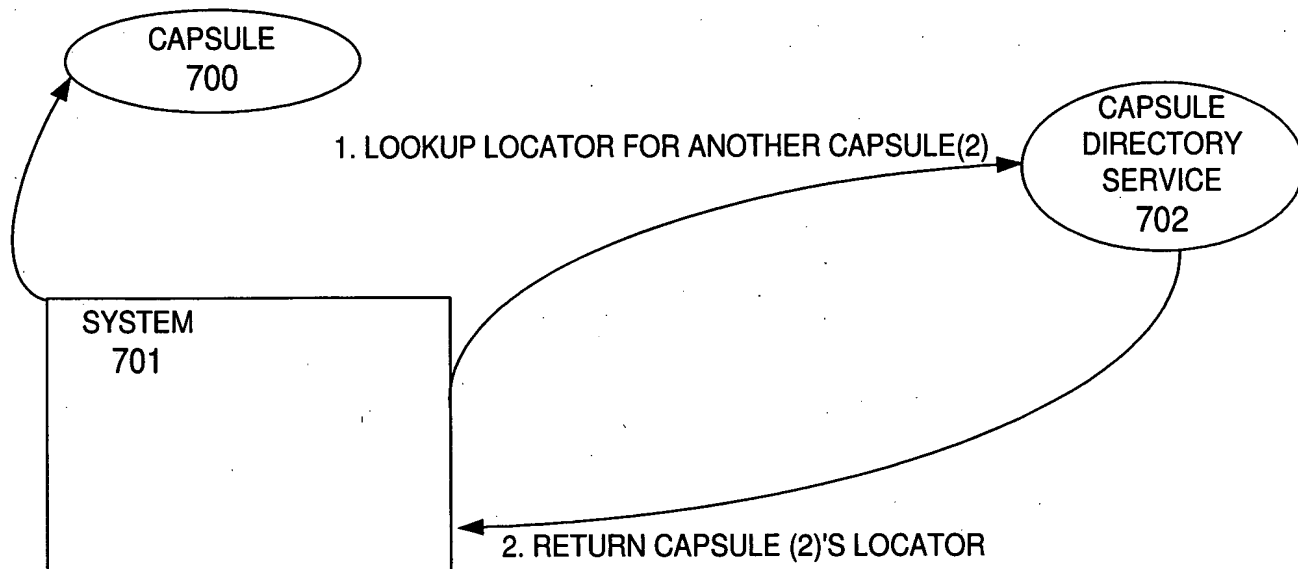 CAPSULE
700
1. LOOKUP LOCATOR FOR ANOTHER CAPSULE(2)
CAPSULE
DIRECTORY
SERVICE
702
SYSTEM
701
2. RETURN CAPSULE (2)'S LOCATOR